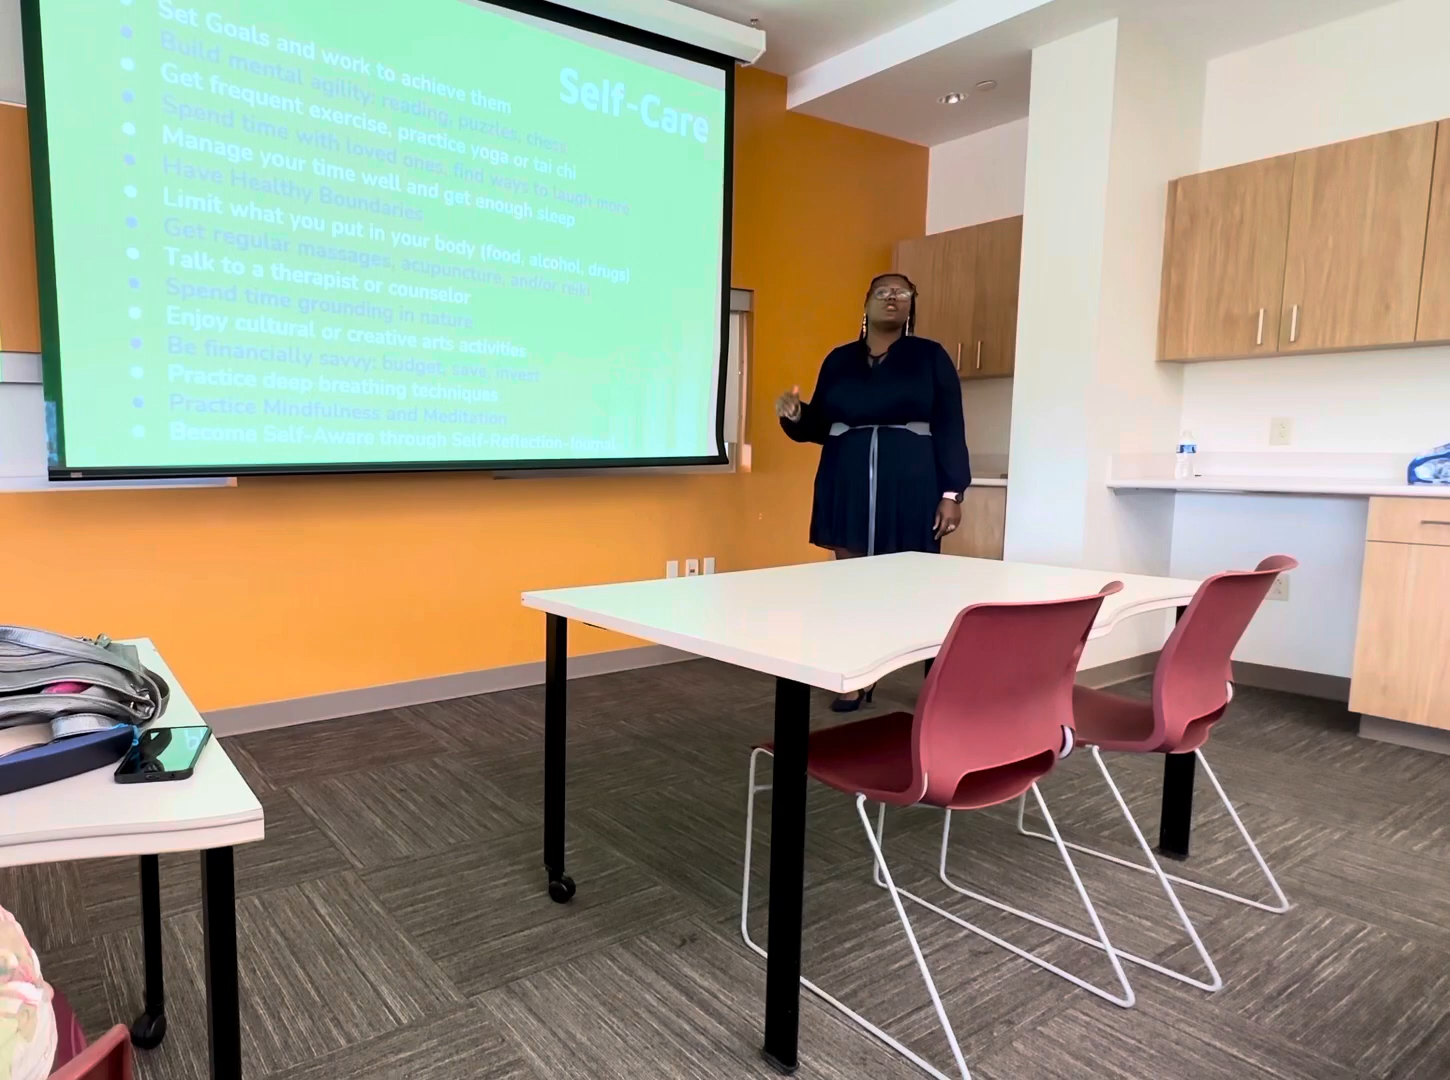 Self-Care
Set Goals and work to achieve them
Build mental agility: reading, puzzles, chess
Get frequent exercise, practice yoga or tai chi
Spend time with loved ones, find ways to laugh more
Manage your time well and get enough sleep
Have Healthy Boundaries
Limit what you put in your body (food, alcohol, drugs)
Get regular massages, acupuncture, and/or reiki
Talk to a therapist or counselor
Spend time grounding in nature
Enjoy cultural or creative arts activities
Be financially savvy: budget, save, invest
Practice deep breathing techniques
Practice Mindfulness and Meditation
Become Self-Aware through Self-Reflection-Journal